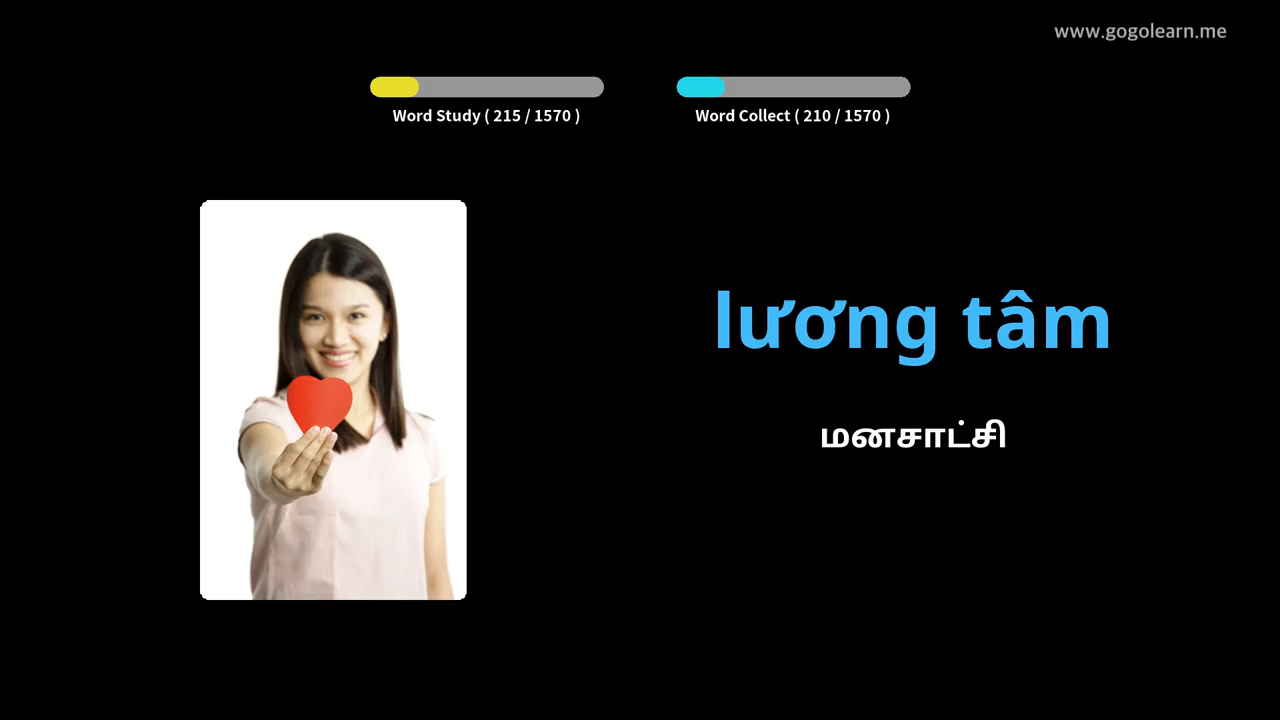 www.gogolearn.me
Word Study ( 215 / 1570 )
Word Collect ( 210 / 1570 )
lương tâm
மனசாட்சி